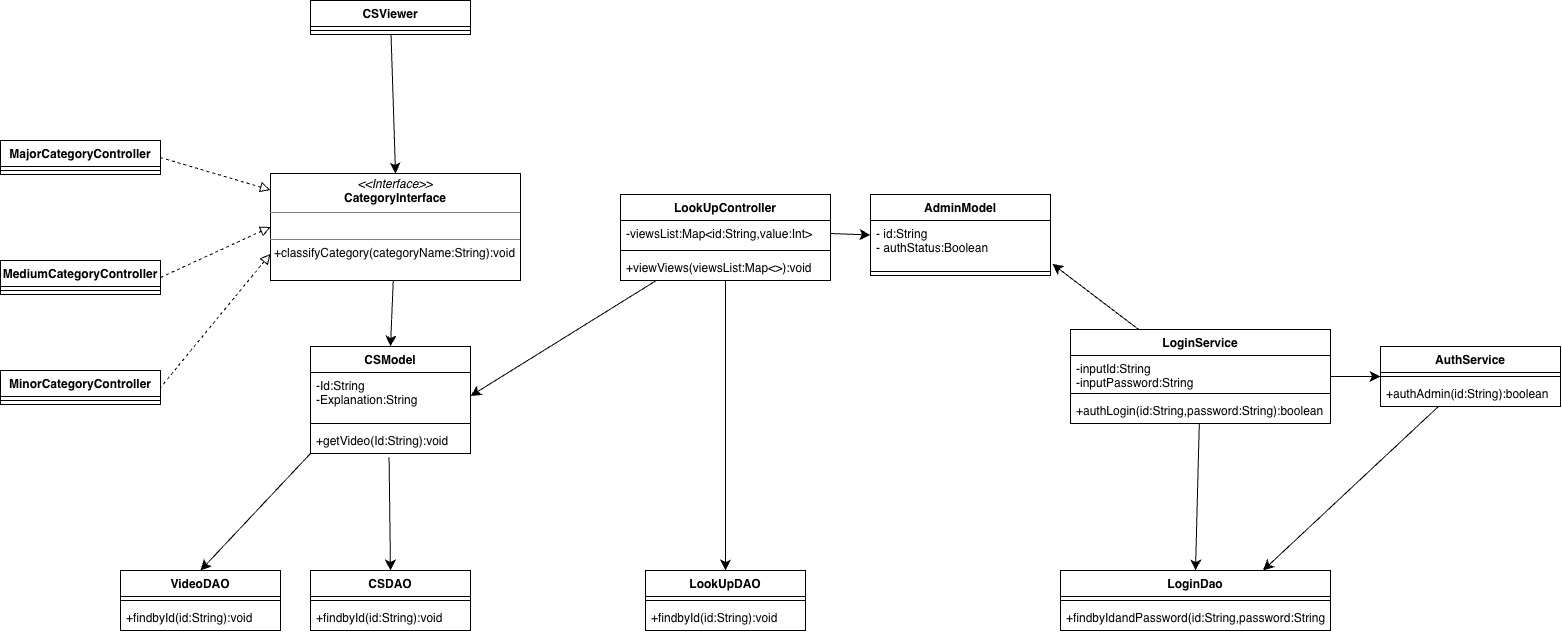 CSViewer
MajorCategoryController
<<Interface>>
CategoryInterface
+classifyCategory(categoryName:String):void
MediumCategoryController
MinorCategoryController
LookUpController
-viewsList:Map<id:String,value:Int>
+viewViews(viewsList:Map<>):void
AdminModel
- id:String
- authStatus:Boolean
CSModel
-Id:String
-Explanation:String
+getVideo(Id:String):void
LoginService
-inputId:String
-inputPassword:String
+authLogin(id:String,password:String):boolean
AuthService
+authAdmin(id:String):boolean
VideoDAO
+findbyId(id:String):void
CSDAO
+findbyId(id:String):void
LookUpDAO
+findbyId(id:String):void
LoginDao
+findbyIdandPassword(id:String,password:String